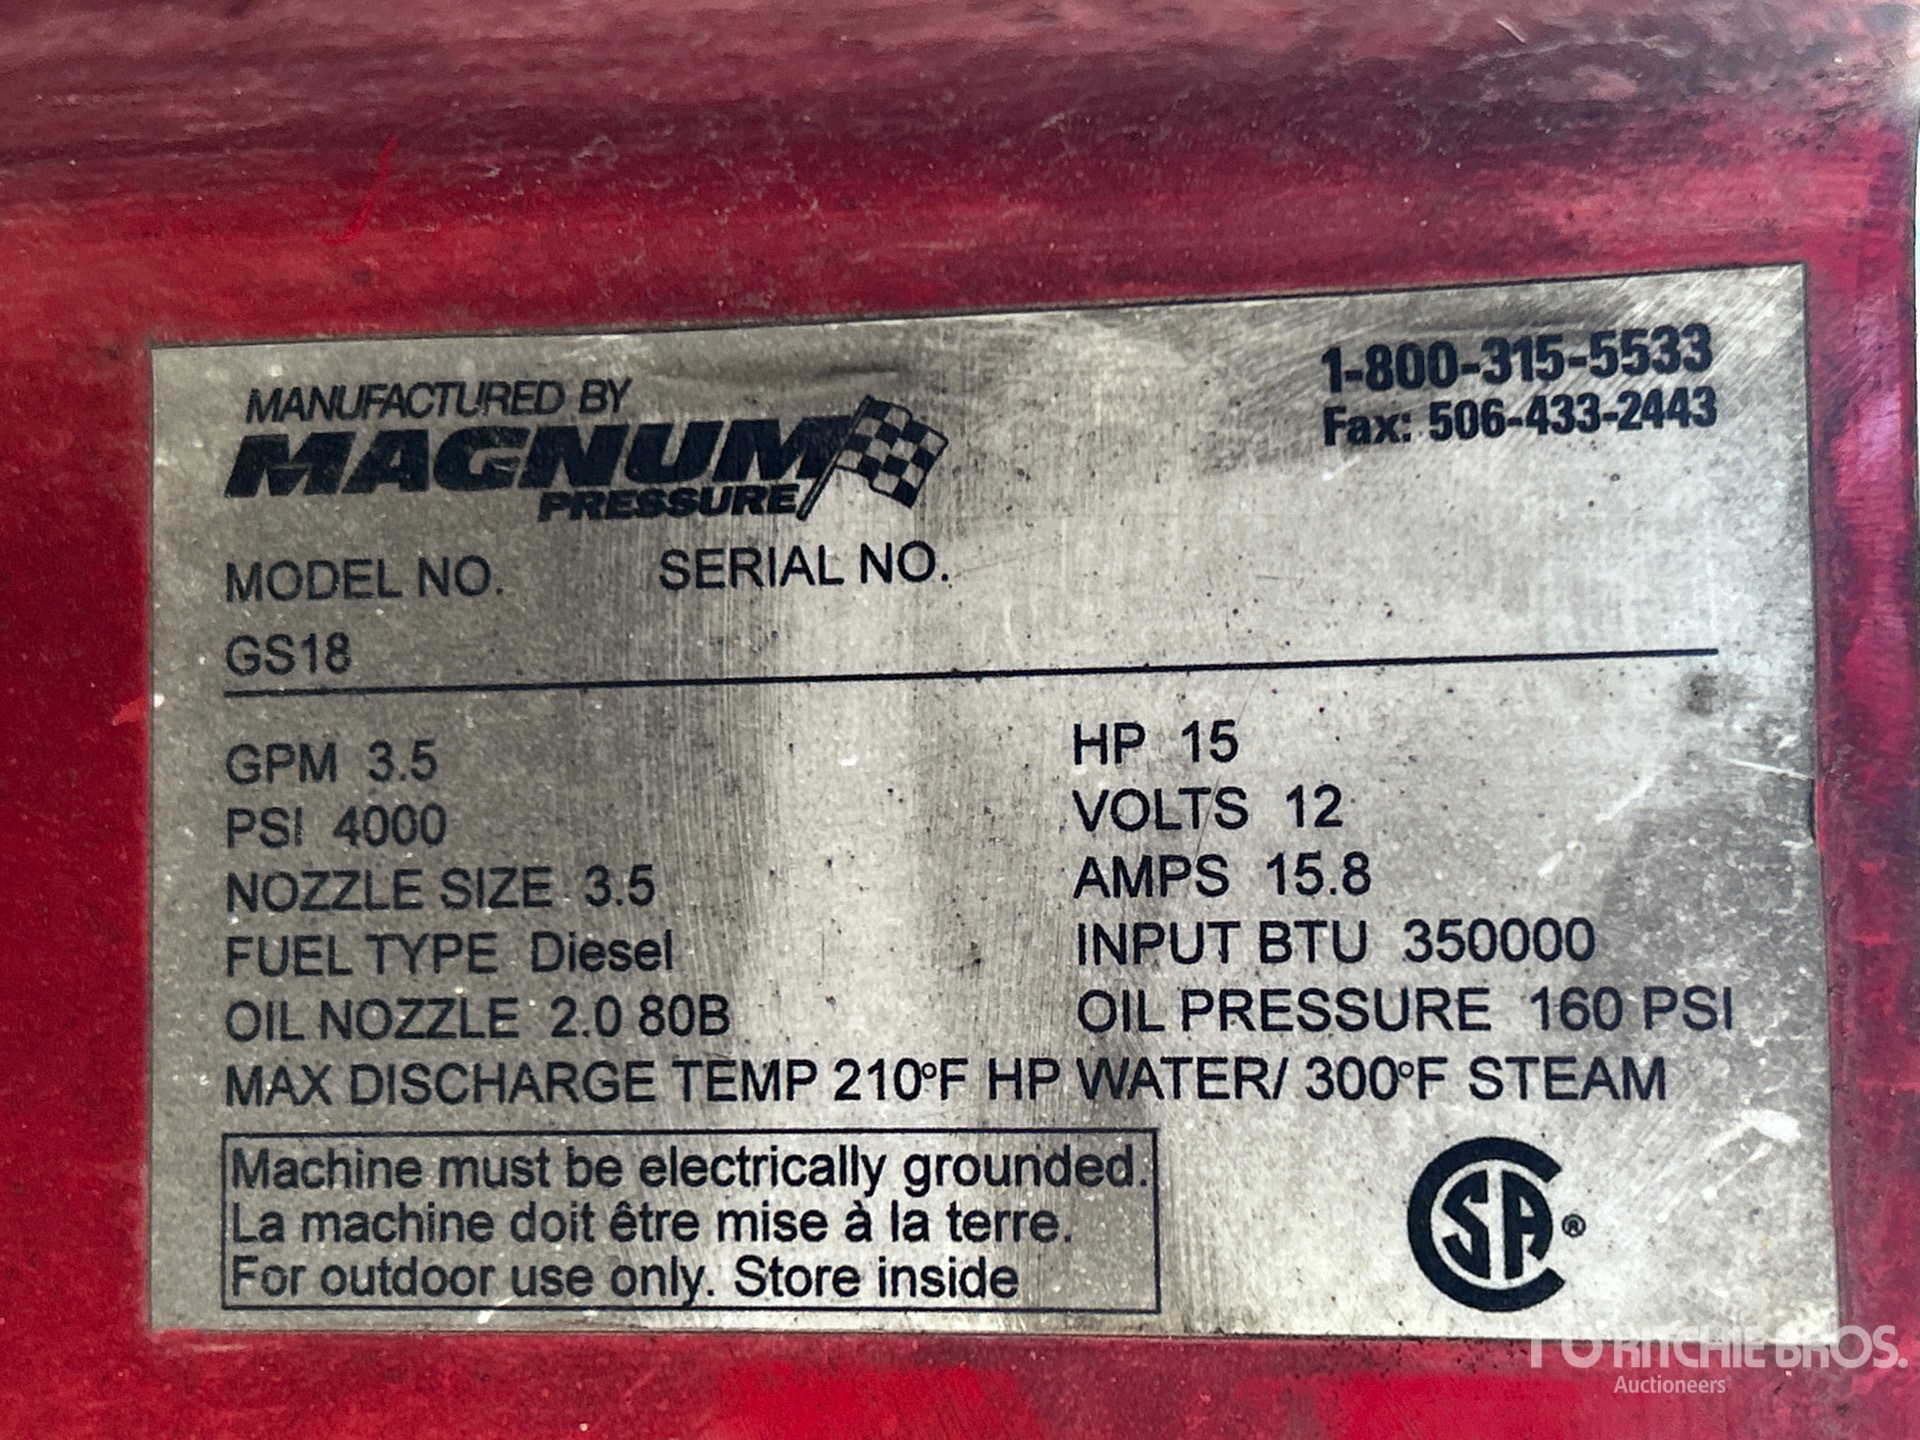 MANUFACTURED BY
MAGNUM
PRESSURE
1-800-315-5533
Fax: 506-433-2443
MODEL NO. SERIAL NO.
GS18
GPM 3.5
PSI 4000
NOZZLE SIZE 3.5
FUEL TYPE Diesel
OIL NOZZLE 2.0 80B
HP 15
VOLTS 12
AMPS 15.8
INPUT BTU 350000
OIL PRESSURE 160 PSI
MAX DISCHARGE TEMP 210°F HP WATER/ 300°F STEAM
Machine must be electrically grounded.
La machine doit être mise à la terre.
For outdoor use only. Store inside
CSA®
RITCHIE BROS.
Auctioneers